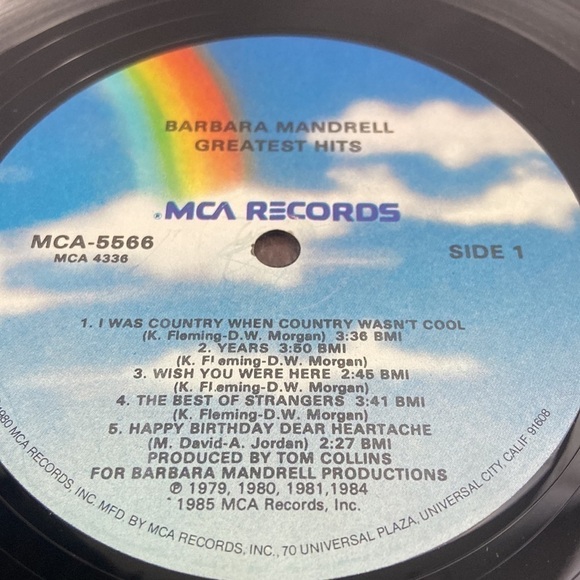 BARBARA MANDRELL
GREATEST HITS
® MCA RECORDS
MCA-5566
MCA 4336
SIDE 1
1. I WAS COUNTRY WHEN COUNTRY WASN'T COOL
(K. Fleming-D.W. Morgan) 3:36 BMI
2. YEARS 3:50 BMI
(K. Fleming-D.W. Morgan)
3. WISH YOU WERE HERE 2:45 BMI
(K. Fleming-D.W. Morgan)
4. THE BEST OF STRANGERS 3:41 BMI
(K. Fleming-D.W. Morgan)
5. HAPPY BIRTHDAY DEAR HEARTACHE
(M. David-A. Jordan) 2:27 BMI
PRODUCED BY TOM COLLINS
FOR BARBARA MANDRELL PRODUCTIONS
℗ 1979, 1980, 1981,1984
1985 MCA Records, Inc.
1980 MCA RECORDS, INC. MFD. BY MCA RECORDS, INC., 70 UNIVERSAL PLAZA, UNIVERSAL CITY, CALIF. 91608